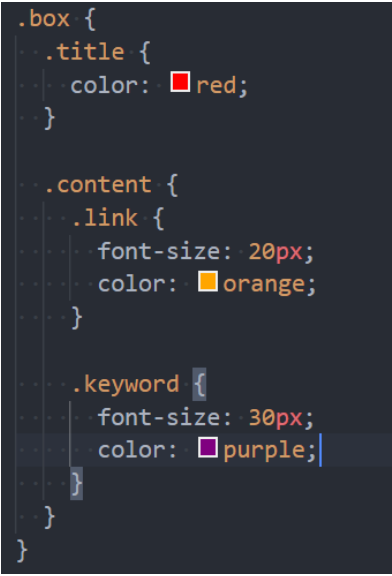 .box {
  .title {
    color: red;
  }

  .content {
    .link {
      font-size: 20px;
      color: orange;
    }

    .keyword {
      font-size: 30px;
      color: purple;
    }
  }
}